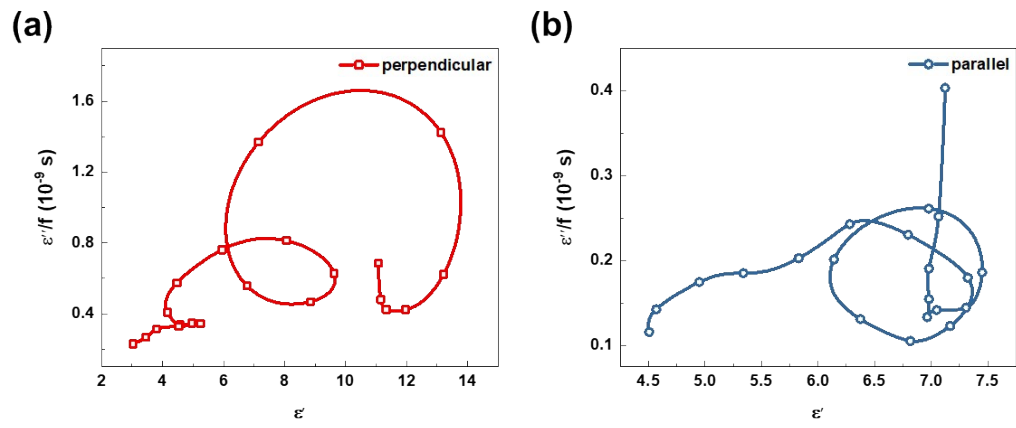 (a)
perpendicular
1.6
1.2
0.8
0.4
ε''/f (10⁻⁹ s)
2 4 6 8 10 12 14
ε'
(b)
parallel
0.4
0.3
0.2
0.1
ε''/f (10⁻⁹ s)
4.5 5.0 5.5 6.0 6.5 7.0 7.5
ε'